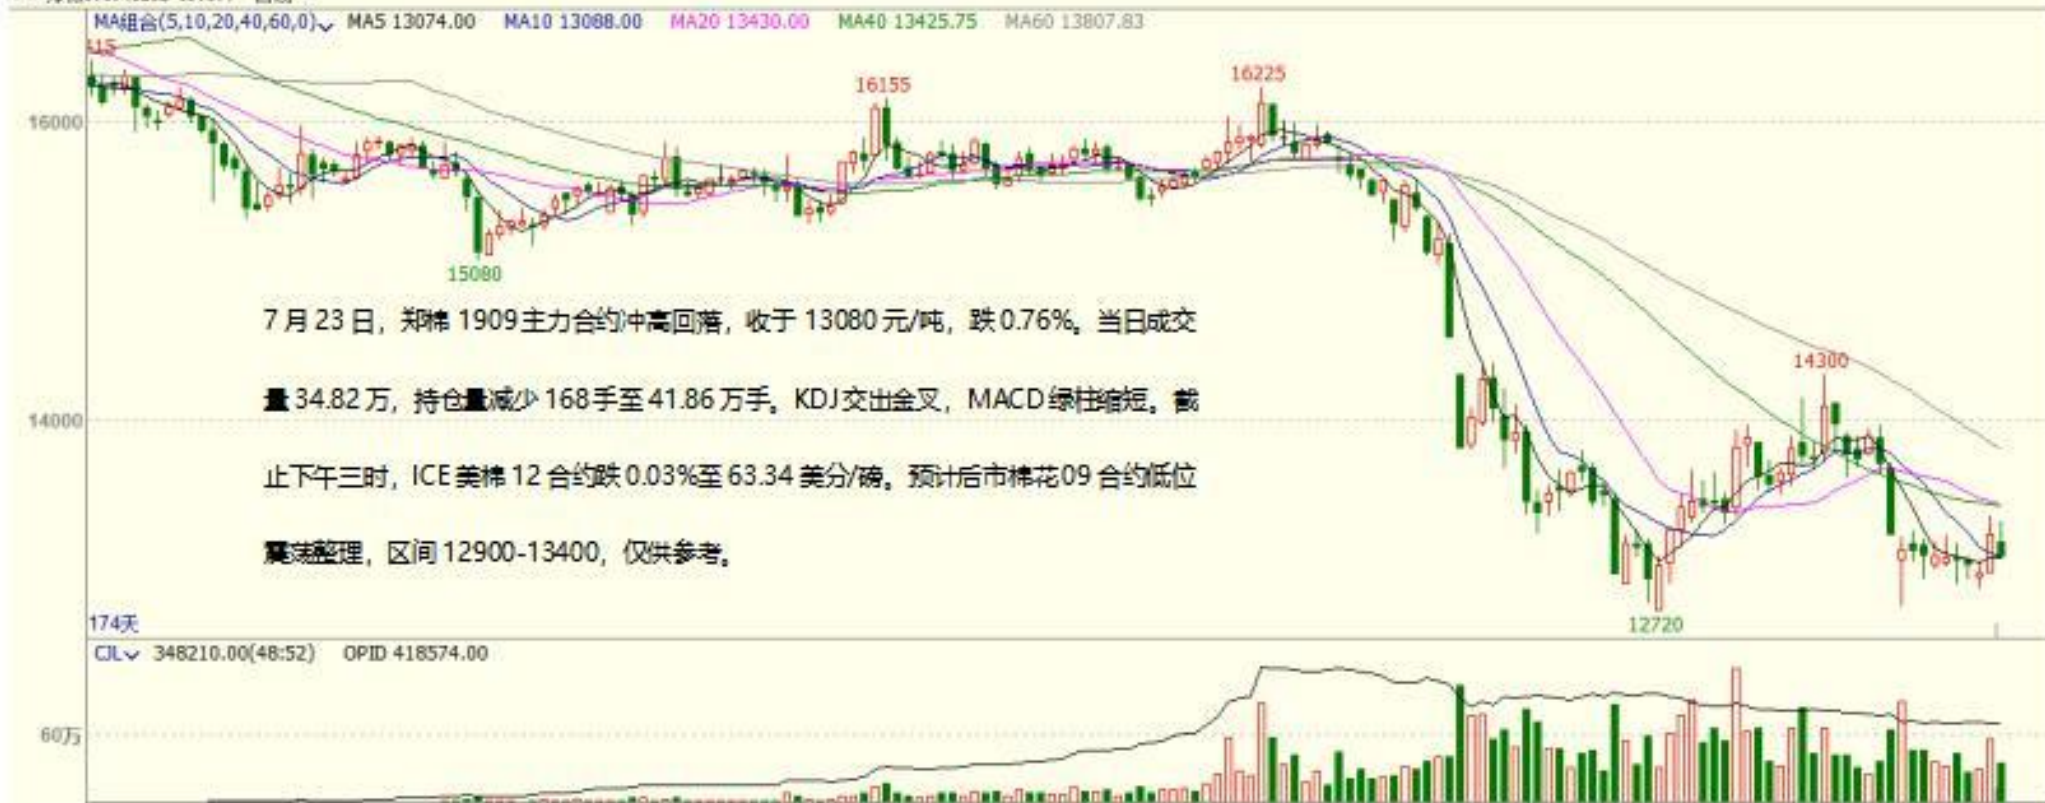 MA组合(5,10,20,40,60,0) MA5 13074.00 MA10 13088.00 MA20 13430.00 MA40 13425.75 MA60 13807.83
16225
16155
16000
15080
7月23日，郑棉1909主力合约冲高回落，收于13080元/吨，跌0.76%。当日成交
14300
量34.82万，持仓量减少168手至41.86万手。KDJ交出金叉，MACD绿柱缩短。截
14000
止下午三时，ICE美棉12合约跌0.03%至63.34美分/磅。预计后市棉花09合约低位
震荡整理，区间12900-13400，仅供参考。
174天
12720
CJL 348210.00(48:52) OPID 418574.00
60万